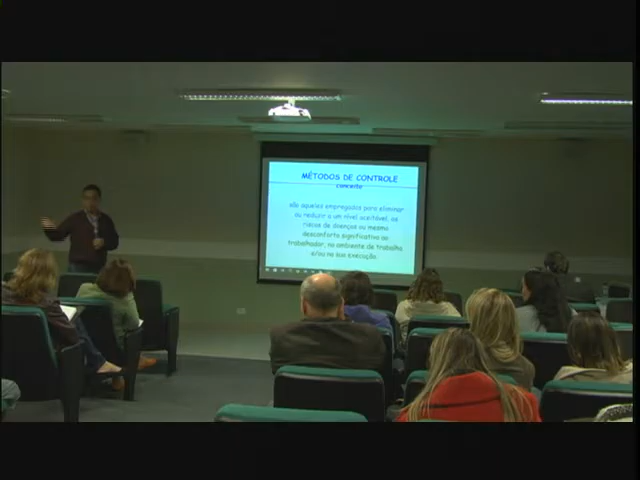 MÉTODOS DE CONTROLE
conceito
são aqueles empregados para eliminar
ou reduzir a um nível aceitável, os
riscos de doenças ou mesmo
desconforto significativo ao
trabalhador, no ambiente de trabalho
e/ou na sua execução.